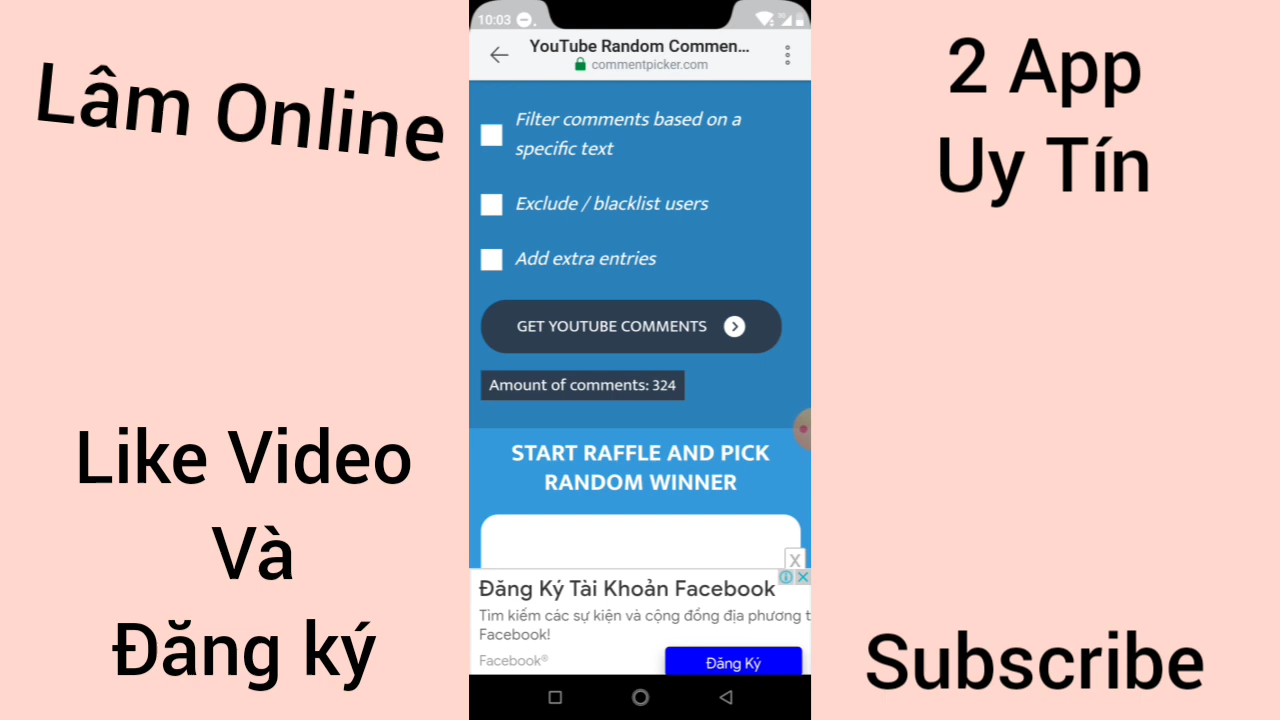 Lâm Online
Like Video
Và
Đăng ký
10:03
YouTube Random Commen...
commentpicker.com
Filter comments based on a
specific text
Exclude / blacklist users
Add extra entries
GET YOUTUBE COMMENTS
Amount of comments: 324
START RAFFLE AND PICK
RANDOM WINNER
X
Đăng Ký Tài Khoản Facebook
Tìm kiếm các sự kiện và cộng đồng địa phương t
Facebook!
Facebook®
Đăng Ký
2 App
Uy Tín
Subscribe